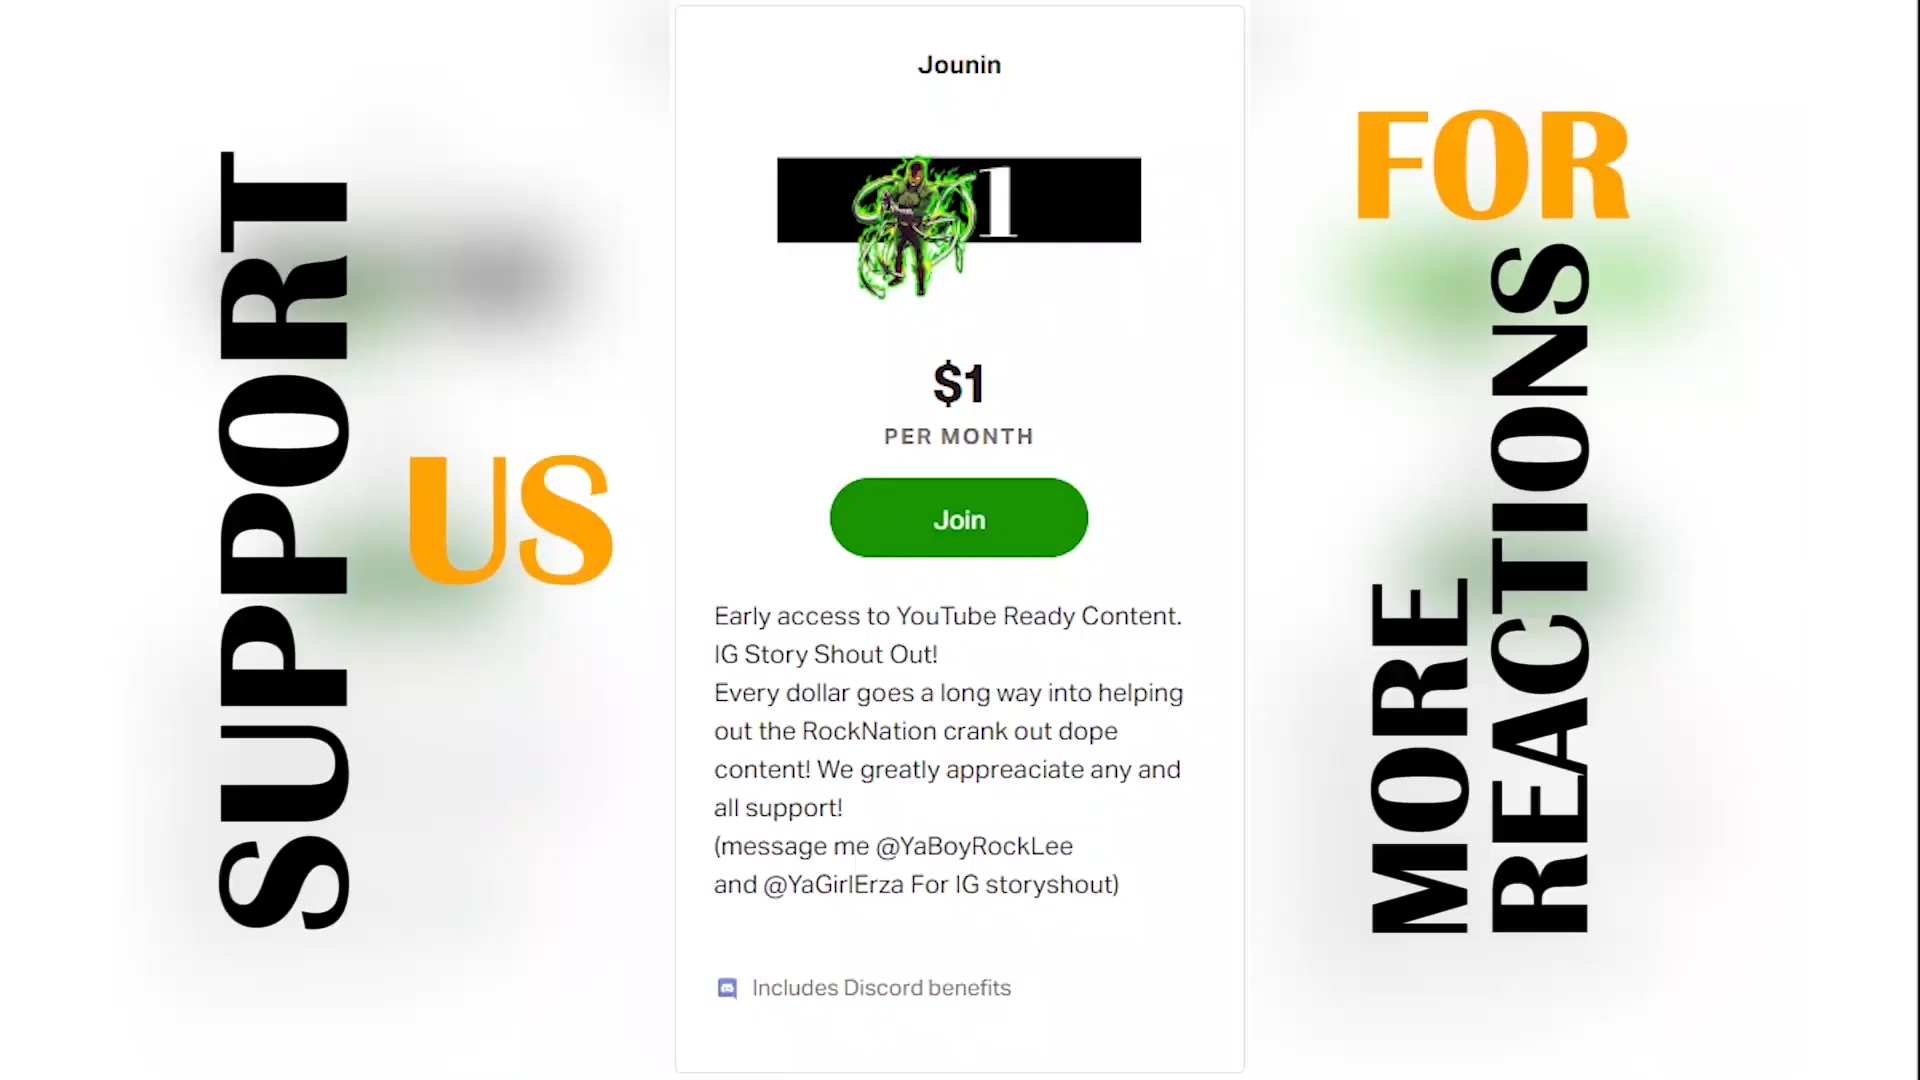 SUPPORT
US
Jounin
1
$1
PER MONTH
Join
Early access to YouTube Ready Content.
IG Story Shout Out!
Every dollar goes a long way into helping
out the RockNation crank out dope
content! We greatly appreaciate any and
all support!
(message me @YaBoyRockLee
and @YaGirlErza For IG storyshout)
Includes Discord benefits
FOR
MORE
REACTIONS